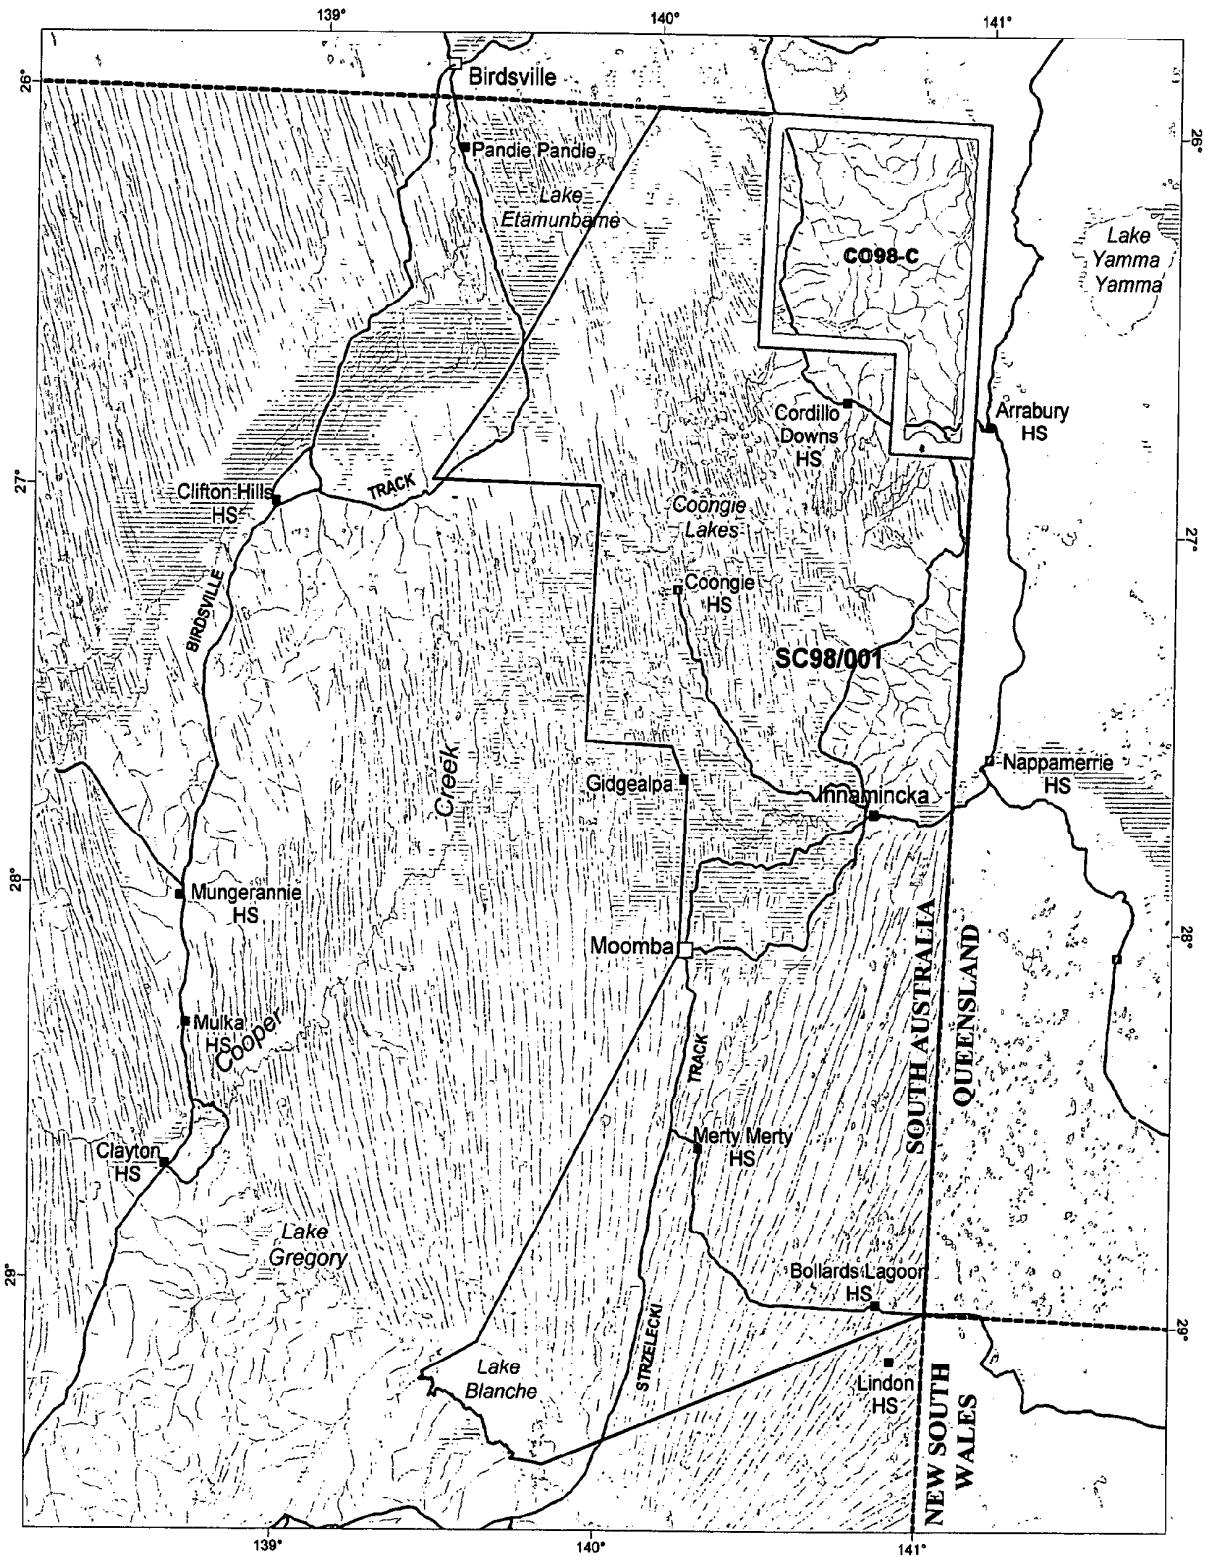 139°
140°
141°
26°
Birdsville
Pandie Pandie
26°
Lake
Etamunbame
CO98-C
Lake
Yamma
Yamma
Cordillo
Downs
HS
Arrabury
HS
27°
Clifton Hills
HS
TRACK
Coongie
Lakes
27°
Coongie
HS
BIRDSVILLE
SC98/001
Creek
Gidgealpa
Innamincka
Nappamerrie
HS
28°
Mungerannie
HS
Moomba
28°
SOUTH AUSTRALIA
QUEENSLAND
Mulka
HS
Cooper
TRACK
Merty Merty
HS
Clayton
HS
Lake
Gregory
29°
Bollards Lagoon
HS
29°
STRZELECKI
Lake
Blanche
Lindon
HS
NEW SOUTH
WALES
139°
140°
141°